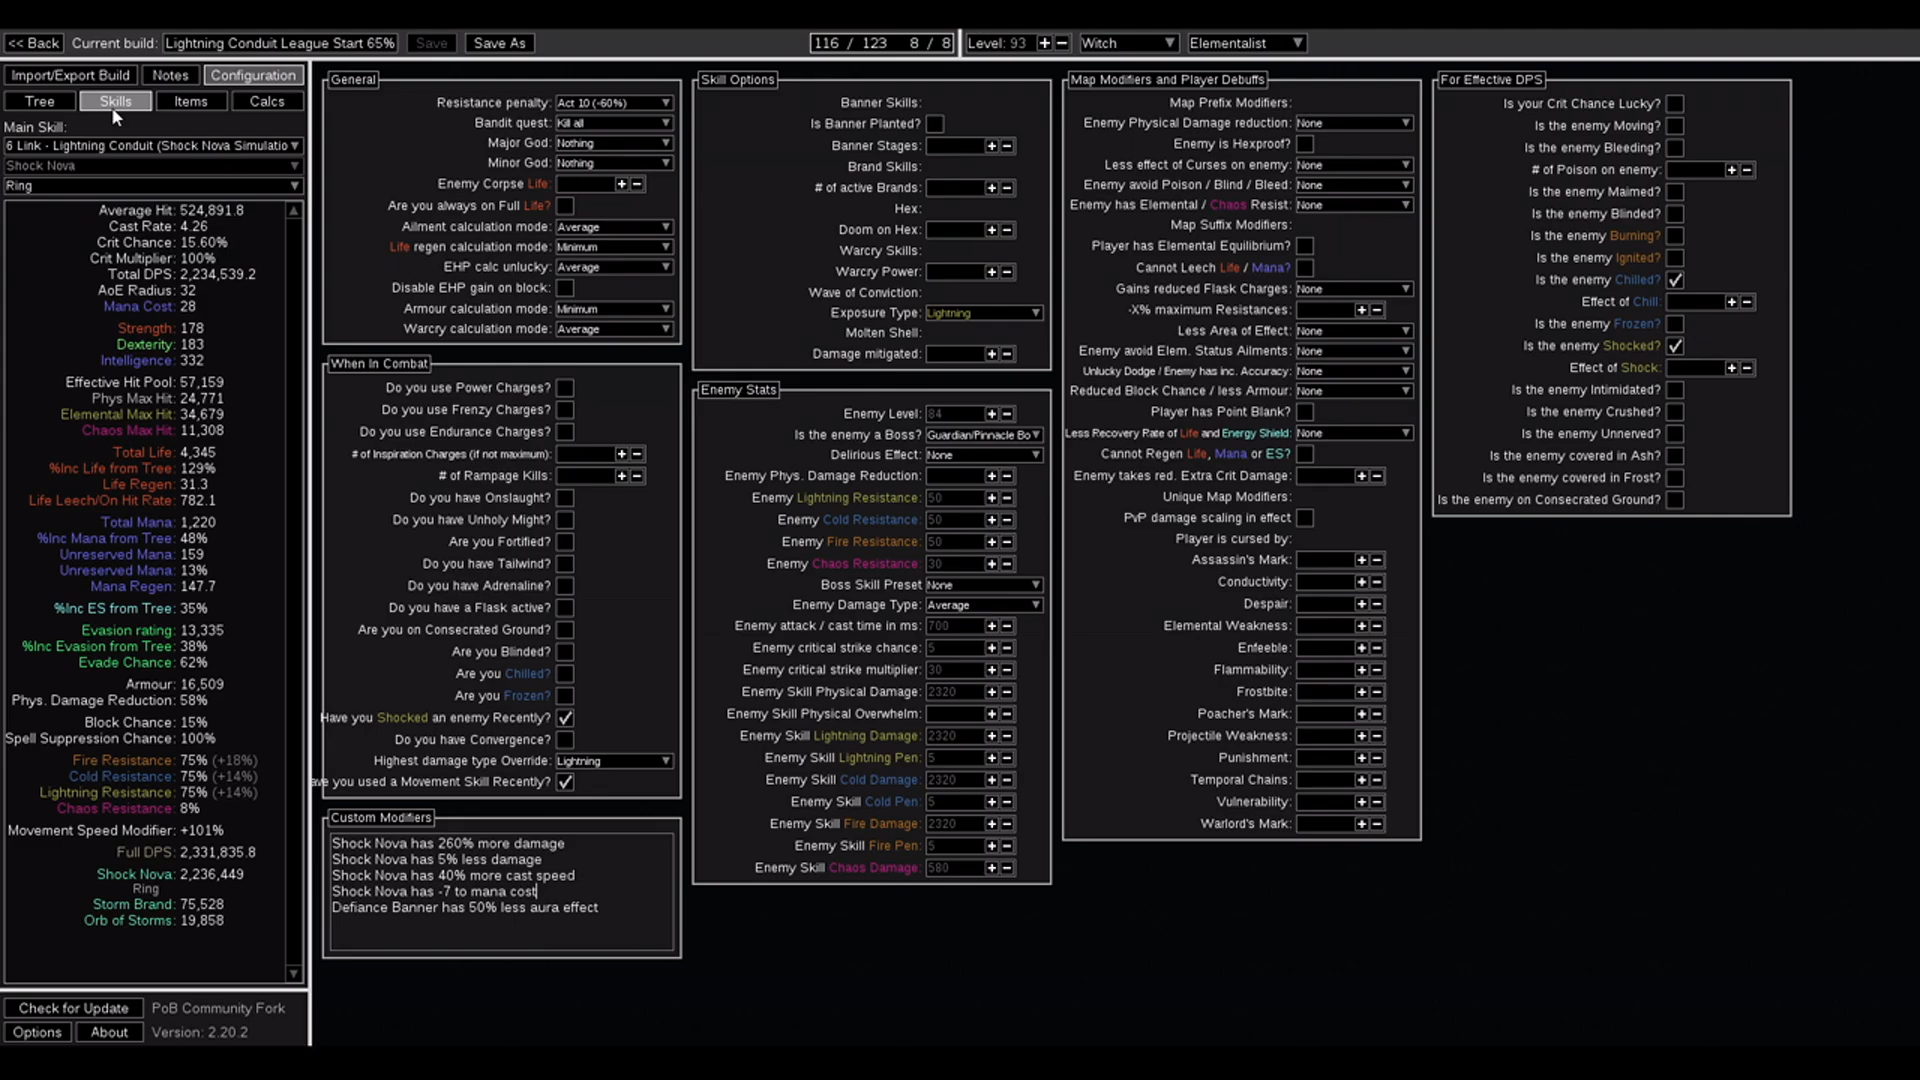 << Back Current build: Lightning Conduit League Start 65% Save Save As 116 / 123 8 / 8 Level: 93 Witch Elementalist
Import/Export Build Notes Configuration
Tree Skills Items Calcs
Main Skill:
6 Link - Lightning Conduit (Shock Nova Simulatio
Shock Nova
Ring
Average Hit: 524,891.8
Cast Rate: 4.26
Crit Chance: 15.60%
Crit Multiplier: 100%
Total DPS: 2,234,539.2
AoE Radius: 32
Mana Cost: 28
Strength: 178
Dexterity: 183
Intelligence: 332
Effective Hit Pool: 57,159
Phys Max Hit: 24,771
Elemental Max Hit: 34,679
Chaos Max Hit: 11,308
Total Life: 4,345
%Inc Life from Tree: 129%
Life Regen: 31.3
Life Leech/On Hit Rate: 782.1
Total Mana: 1,220
%Inc Mana from Tree: 48%
Unreserved Mana: 159
Unreserved Mana: 13%
Mana Regen: 147.7
%Inc ES from Tree: 35%
Evasion rating: 13,335
%Inc Evasion from Tree: 38%
Evade Chance: 62%
Armour: 16,509
Phys. Damage Reduction: 58%
Block Chance: 15%
Spell Suppression Chance: 100%
Fire Resistance: 75% (+18%)
Cold Resistance: 75% (+14%)
Lightning Resistance: 75% (+14%)
Chaos Resistance: 8%
Movement Speed Modifier: +101%
Full DPS: 2,331,835.8
Shock Nova: 2,236,449
Ring
Storm Brand: 75,528
Orb of Storms: 19,858
Check for Update PoB Community Fork
Options About Version: 2.20.2
General
Resistance penalty: Act 10 (-60%)
Bandit quest: Kill all
Major God: Nothing
Minor God: Nothing
Enemy Corpse Life:
Are you always on Full Life?
Ailment calculation mode: Average
Life regen calculation mode: Minimum
EHP calc unlucky: Average
Disable EHP gain on block:
Armour calculation mode: Minimum
Warcry calculation mode: Average
When In Combat
Do you use Power Charges?
Do you use Frenzy Charges?
Do you use Endurance Charges?
# of Inspiration Charges (if not maximum):
# of Rampage Kills:
Do you have Onslaught?
Do you have Unholy Might?
Are you Fortified?
Do you have Tailwind?
Do you have Adrenaline?
Do you have a Flask active?
Are you on Consecrated Ground?
Are you Blinded?
Are you Chilled?
Are you Frozen?
Have you Shocked an enemy Recently?
Do you have Convergence?
Highest damage type Override: Lightning
ave you used a Movement Skill Recently?
Custom Modifiers
Shock Nova has 260% more damage
Shock Nova has 5% less damage
Shock Nova has 40% more cast speed
Shock Nova has -7 to mana cost
Defiance Banner has 50% less aura effect
Skill Options
Banner Skills:
Is Banner Planted?
Banner Stages:
Brand Skills:
# of active Brands:
Hex:
Doom on Hex:
Warcry Skills:
Warcry Power:
Wave of Conviction:
Exposure Type: Lightning
Molten Shell:
Damage mitigated:
Enemy Stats
Enemy Level: 84
Is the enemy a Boss? Guardian/Pinnacle Bo
Delirious Effect: None
Enemy Phys. Damage Reduction:
Enemy Lightning Resistance: 50
Enemy Cold Resistance: 50
Enemy Fire Resistance: 50
Enemy Chaos Resistance: 30
Boss Skill Preset None
Enemy Damage Type: Average
Enemy attack / cast time in ms: 700
Enemy critical strike chance: 5
Enemy critical strike multiplier: 30
Enemy Skill Physical Damage: 2320
Enemy Skill Physical Overwhelm:
Enemy Skill Lightning Damage: 2320
Enemy Skill Lightning Pen: 5
Enemy Skill Cold Damage: 2320
Enemy Skill Cold Pen: 5
Enemy Skill Fire Damage: 2320
Enemy Skill Fire Pen: 5
Enemy Skill Chaos Damage: 580
Map Modifiers and Player Debuffs
Map Prefix Modifiers:
Enemy Physical Damage reduction: None
Enemy is Hexproof?
Less effect of Curses on enemy: None
Enemy avoid Poison / Blind / Bleed: None
Enemy has Elemental / Chaos Resist: None
Map Suffix Modifiers:
Player has Elemental Equilibrium?
Cannot Leech Life / Mana?
Gains reduced Flask Charges: None
-X% maximum Resistances:
Less Area of Effect: None
Enemy avoid Elem. Status Ailments: None
Unlucky Dodge / Enemy has inc. Accuracy: None
Reduced Block Chance / less Armour: None
Player has Point Blank?
Less Recovery Rate of Life and Energy Shield: None
Cannot Regen Life, Mana or ES?
Enemy takes red. Extra Crit Damage:
Unique Map Modifiers:
PvP damage scaling in effect
Player is cursed by:
Assassin's Mark:
Conductivity:
Despair:
Elemental Weakness:
Enfeeble:
Flammability:
Frostbite:
Poacher's Mark:
Projectile Weakness:
Punishment:
Temporal Chains:
Vulnerability:
Warlord's Mark:
For Effective DPS
Is your Crit Chance Lucky?
Is the enemy Moving?
Is the enemy Bleeding?
# of Poison on enemy:
Is the enemy Maimed?
Is the enemy Blinded?
Is the enemy Burning?
Is the enemy Ignited?
Is the enemy Chilled?
Effect of Chill:
Is the enemy Frozen?
Is the enemy Shocked?
Effect of Shock:
Is the enemy Intimidated?
Is the enemy Crushed?
Is the enemy Unnerved?
Is the enemy covered in Ash?
Is the enemy covered in Frost?
Is the enemy on Consecrated Ground?